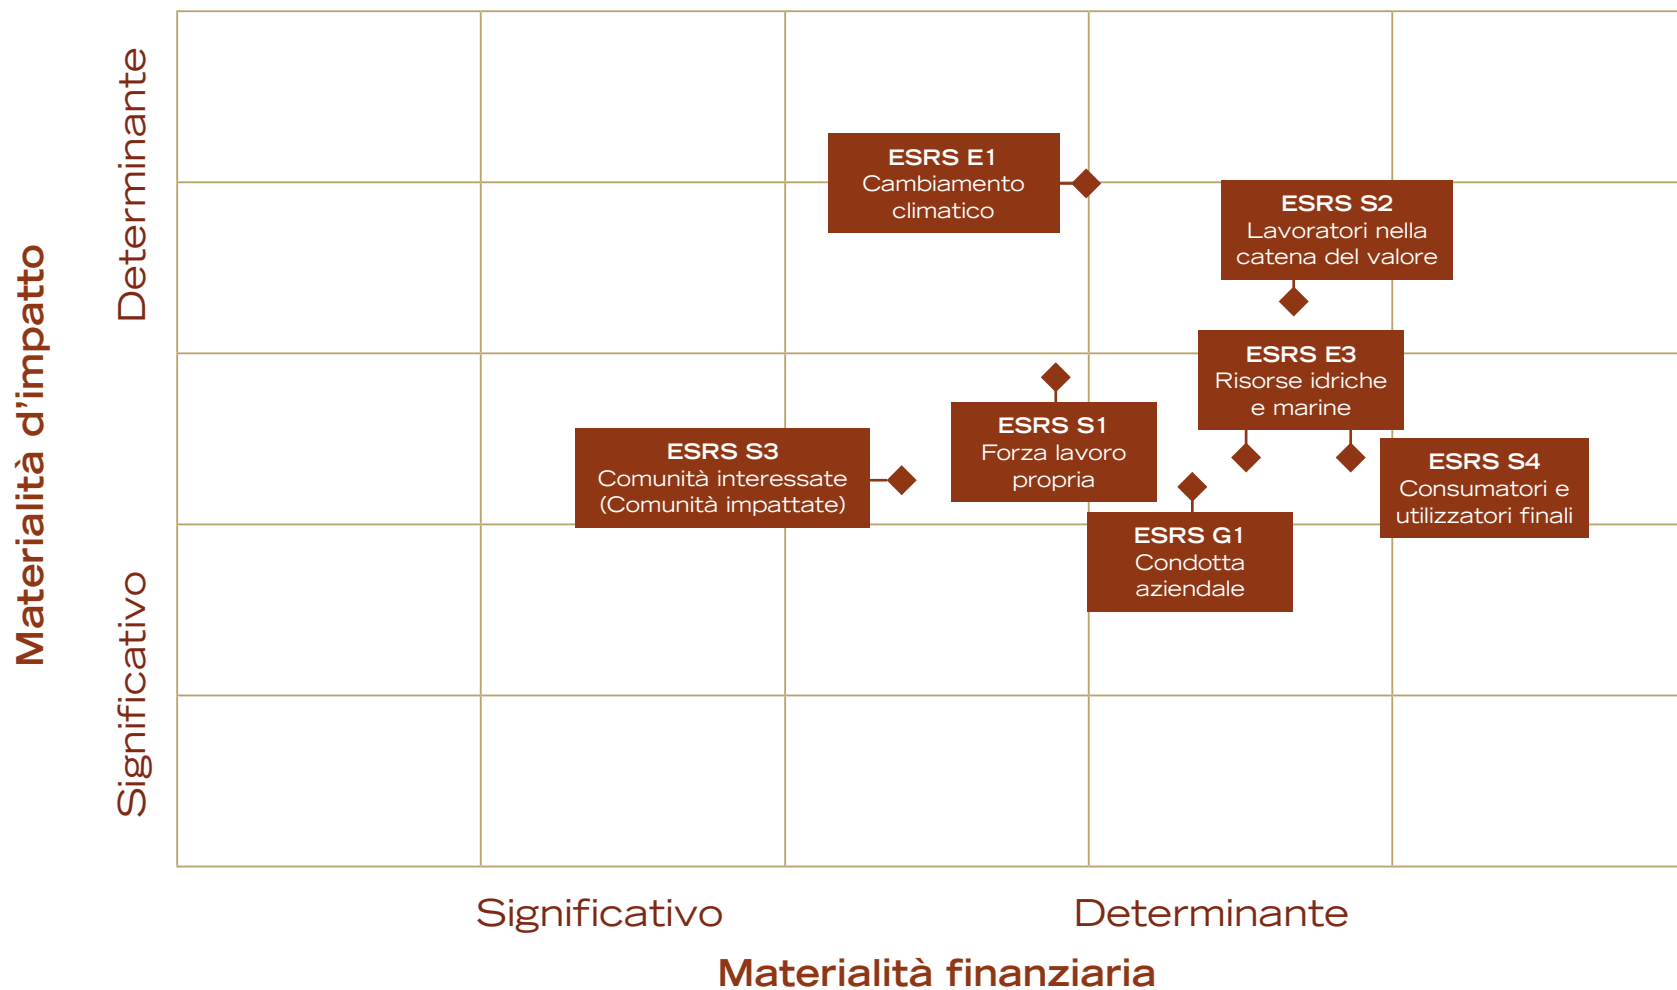 Materialità d'impatto
Determinante
Significativo
ESRS E1
Cambiamento
climatico
ESRS S2
Lavoratori nella
catena del valore
ESRS E3
Risorse idriche
e marine
ESRS S1
Forza lavoro
propria
ESRS S3
Comunità interessate
(Comunità impattate)
ESRS S4
Consumatori e
utilizzatori finali
ESRS G1
Condotta
aziendale
Significativo
Determinante
Materialità finanziaria